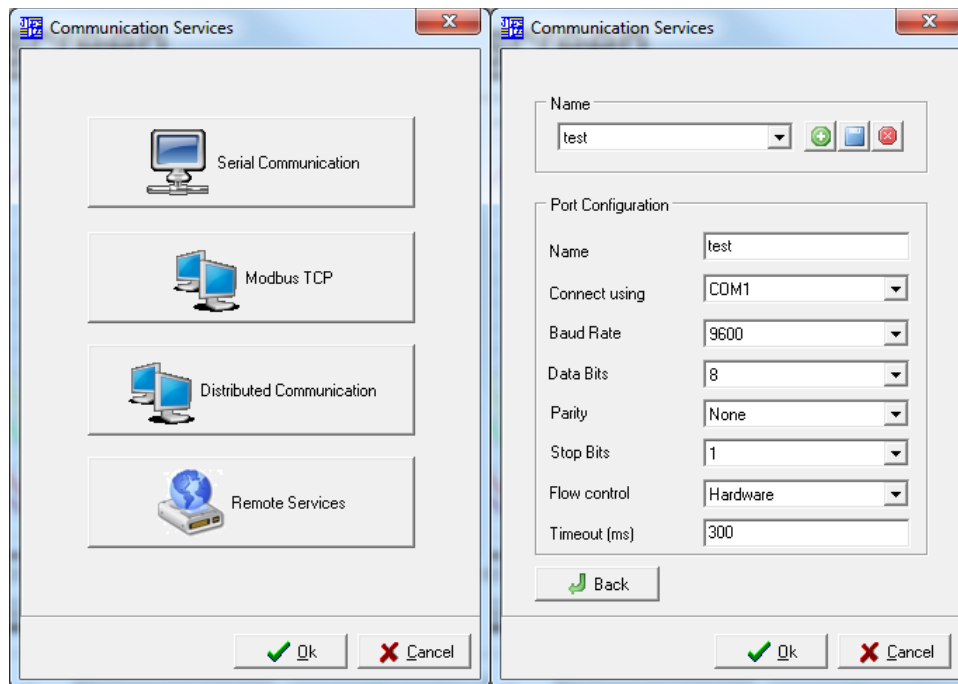 Communication Services
Serial Communication
Modbus TCP
Distributed Communication
Remote Services
Ok
Cancel
Communication Services
Name
test
Port Configuration
Name
test
Connect using
COM1
Baud Rate
9600
Data Bits
8
Parity
None
Stop Bits
1
Flow control
Hardware
Timeout (ms)
300
Back
Ok
Cancel